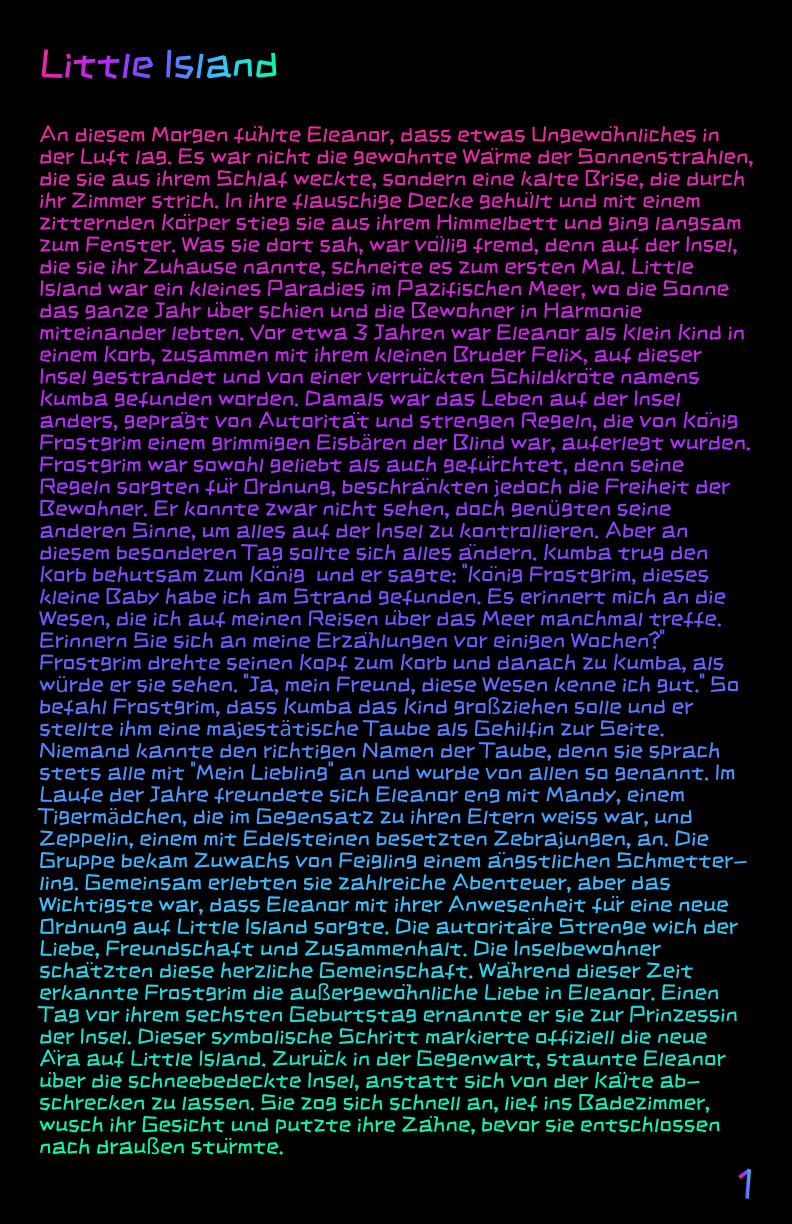 Little Island
An diesem Morgen fühlte Eleanor, dass etwas Ungewöhnliches in
der Luft lag. Es war nicht die gewohnte Wärme der Sonnenstrahlen,
die sie aus ihrem Schlaf weckte, sondern eine kalte Brise, die durch
ihr Zimmer strich. In ihre flauschige Decke gehüllt und mit einem
zitternden Körper stieg sie aus ihrem Himmelbett und ging langsam
zum Fenster. Was sie dort sah, war völlig fremd, denn auf der Insel,
die sie ihr Zuhause nannte, schneite es zum ersten Mal. Little
Island war ein kleines Paradies im Pazifischen Meer, wo die Sonne
das ganze Jahr über schien und die Bewohner in Harmonie
miteinander lebten. Vor etwa 3 Jahren war Eleanor als Klein Kind in
einem Korb, zusammen mit ihrem kleinen Bruder Felix, auf dieser
Insel gestrandet und von einer verrückten Schildkröte namens
Kumba gefunden worden. Damals war das Leben auf der Insel
anders, geprägt von Autorität und strengen Regeln, die von König
Frostgrim einem grimmigen Eisbären der Blind war, auferlegt wurden.
Frostgrim war sowohl geliebt als auch gefürchtet, denn seine
Regeln sorgten für Ordnung, beschränkten jedoch die Freiheit der
Bewohner. Er konnte zwar nicht sehen, doch genügten seine
anderen Sinne, um alles auf der Insel zu kontrollieren. Aber an
diesem besonderen Tag sollte sich alles ändern. Kumba trug den
Korb behutsam zum König  und er sagte: "König Frostgrim, dieses
kleine Baby habe ich am Strand gefunden. Es erinnert mich an die
Wesen, die ich auf meinen Reisen über das Meer manchmal treffe.
Erinnern Sie sich an meine Erzählungen vor einigen Wochen?"
Frostgrim drehte seinen Kopf zum Korb und danach zu Kumba, als
würde er sie sehen. "Ja, mein Freund, diese Wesen kenne ich gut." So
befahl Frostgrim, dass Kumba das Kind großziehen solle und er
stellte ihm eine majestätische Taube als Gehilfin zur Seite.
Niemand kannte den richtigen Namen der Taube, denn sie sprach
stets alle mit "Mein Liebling" an und wurde von allen so genannt. Im
Laufe der Jahre freundete sich Eleanor eng mit Mandy, einem
Tigermädchen, die im Gegensatz zu ihren Eltern weiss war, und
Zeppelin, einem mit Edelsteinen besetzten Zebrajungen, an. Die
Gruppe bekam Zuwachs von Feigling einem ängstlichen Schmetter-
ling. Gemeinsam erlebten sie zahlreiche Abenteuer, aber das
Wichtigste war, dass Eleanor mit ihrer Anwesenheit für eine neue
Ordnung auf Little Island sorgte. Die autoritäre Strenge wich der
Liebe, Freundschaft und Zusammenhalt. Die Inselbewohner
schätzten diese herzliche Gemeinschaft. Während dieser Zeit
erkannte Frostgrim die außergewöhnliche Liebe in Eleanor. Einen
Tag vor ihrem sechsten Geburtstag ernannte er sie zur Prinzessin
der Insel. Dieser symbolische Schritt markierte offiziell die neue
Ära auf Little Island. Zurück in der Gegenwart, staunte Eleanor
über die schneebedeckte Insel, anstatt sich von der Kälte ab-
schrecken zu lassen. Sie zog sich schnell an, lief ins Badezimmer,
wusch ihr Gesicht und putzte ihre Zähne, bevor sie entschlossen
nach draußen stürmte.
1